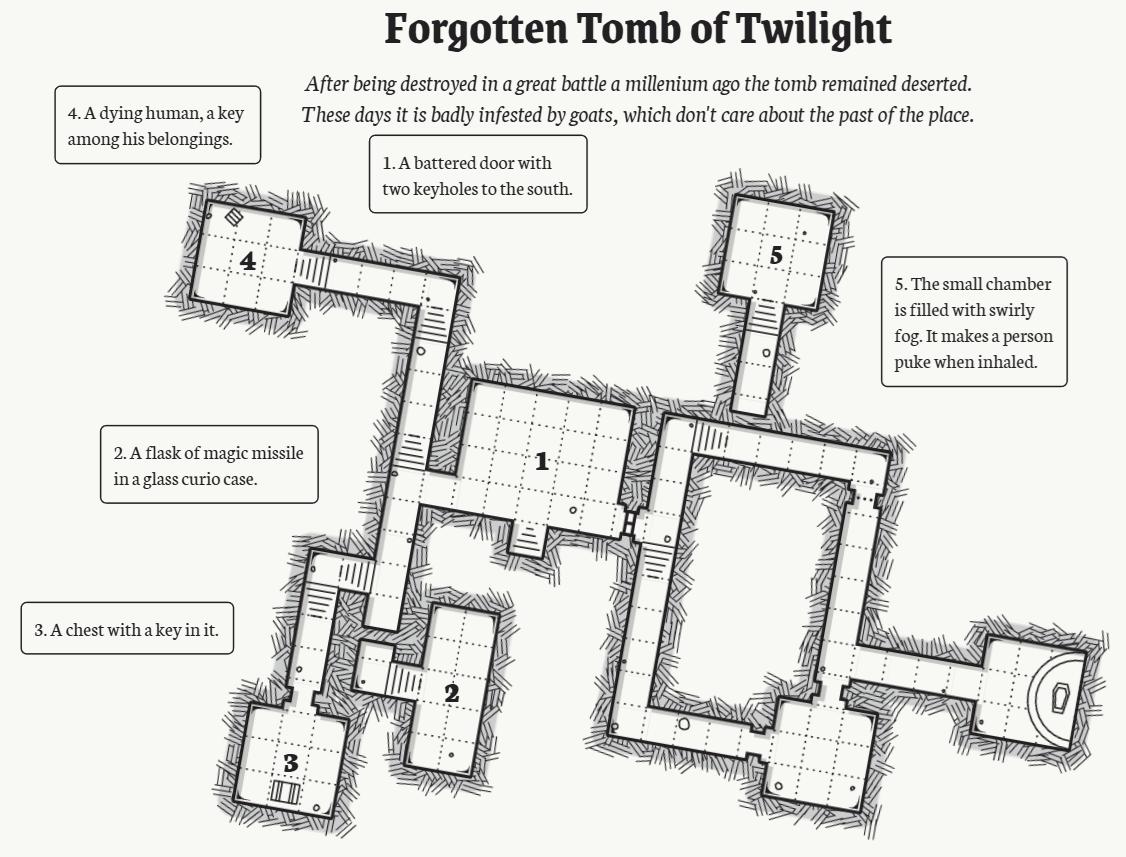 Forgotten Tomb of Twilight
After being destroyed in a great battle a millenium ago the tomb remained deserted.
These days it is badly infested by goats, which don't care about the past of the place.
4. A dying human, a key
among his belongings.
1. A battered door with
two keyholes to the south.
5. The small chamber
is filled with swirly
fog. It makes a person
puke when inhaled.
2. A flask of magic missile
in a glass curio case.
3. A chest with a key in it.
4
5
1
2
3